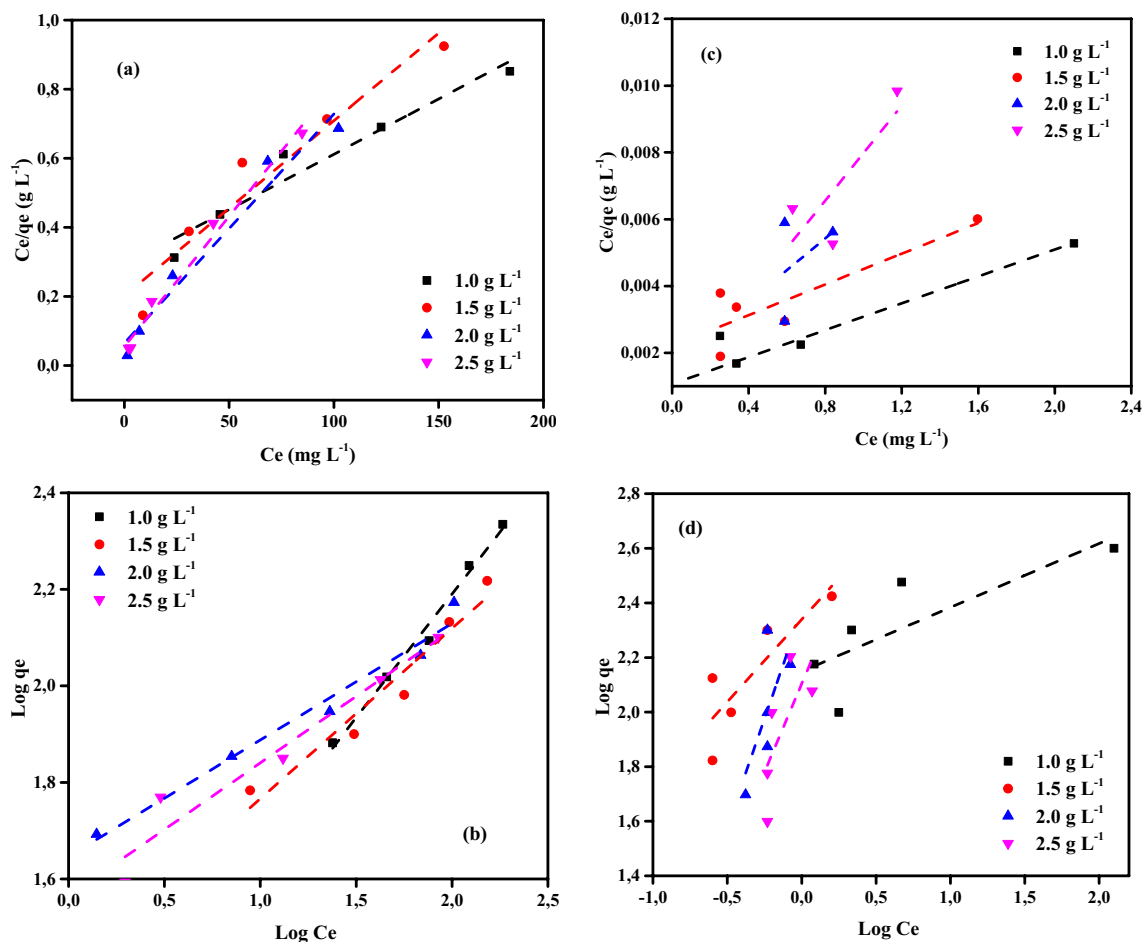 (a)
1,0
0,8
0,6
0,4
0,2
0,0
Ce/qe (g L⁻¹)
1.0 g L⁻¹
1.5 g L⁻¹
2.0 g L⁻¹
2.5 g L⁻¹
0 50 100 150 200
Ce (mg L⁻¹)
(c)
0,012
0,010
0,008
0,006
0,004
0,002
Ce/qe (g L⁻¹)
1.0 g L⁻¹
1.5 g L⁻¹
2.0 g L⁻¹
2.5 g L⁻¹
0,0 0,4 0,8 1,2 1,6 2,0 2,4
Ce (mg L⁻¹)
2,4
2,2
2,0
1,8
1,6
Log qe
1.0 g L⁻¹
1.5 g L⁻¹
2.0 g L⁻¹
2.5 g L⁻¹
(b)
0,0 0,5 1,0 1,5 2,0 2,5
Log Ce
2,8
2,6
2,4
2,2
2,0
1,8
1,6
1,4
Log qe
(d)
1.0 g L⁻¹
1.5 g L⁻¹
2.0 g L⁻¹
2.5 g L⁻¹
-1,0 -0,5 0,0 0,5 1,0 1,5 2,0
Log Ce